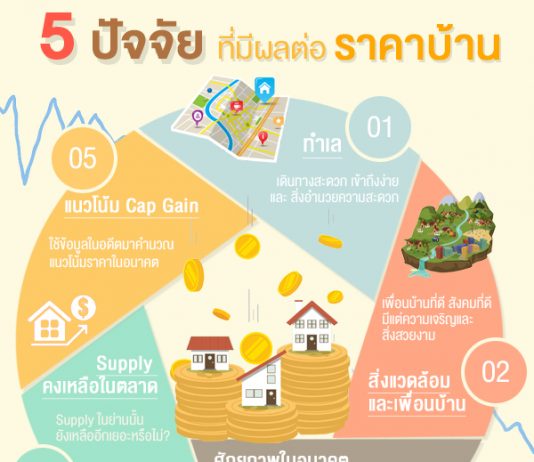 5 ปัจจัย ที่มีผลต่อ ราคาบ้าน
01
ทำเล
เดินทางสะดวก เข้าถึงง่าย
และ สิ่งอำนวยความสะดวก
เพื่อนบ้านที่ดี สังคมที่ดี
มีแต่ความเจริญและ
สิ่งสวยงาม
02
สิ่งแวดล้อม
และเพื่อนบ้าน
ศักยภาพในอนาคต
Supply
คงเหลือในตลาด
Supply ในย่านนั้น
ยังเหลืออีกเยอะหรือไม่?
05
แนวโน้ม Cap Gain
ใช้ข้อมูลในอดีตมาคำนวณ
แนวโน้มราคาในอนาคต